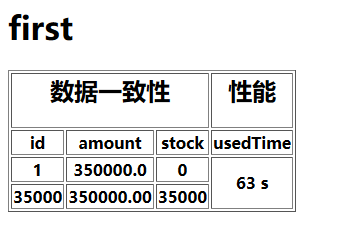 first
数据一致性 性能
id amount stock usedTime
1 350000.0 0 63 s
35000 350000.00 35000